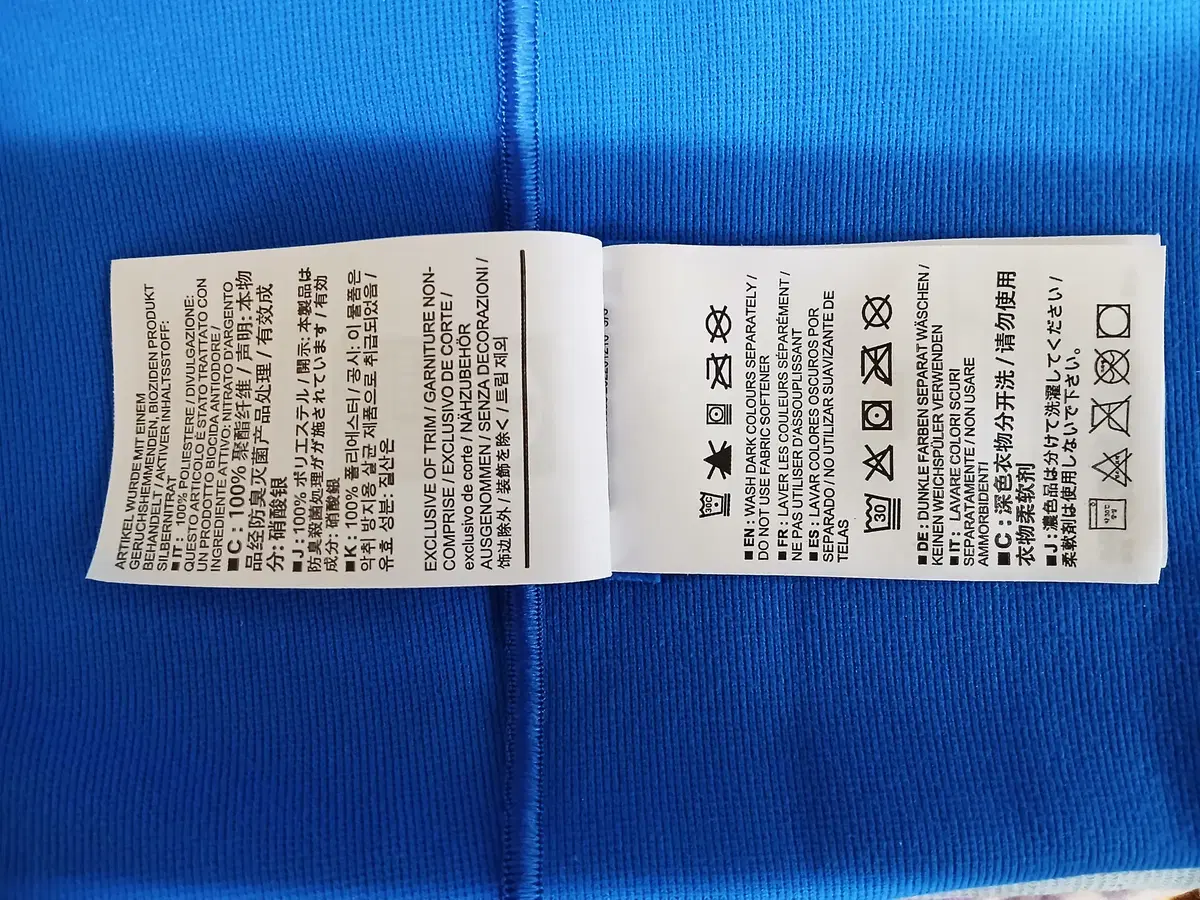 ARTIKEL WURDE MIT EINEM
GERUCHSHEMMENDEN, BIOZIDEN PRODUKT
BEHANDELT / AKTIVER INHALTSSTOFF:
SILBERNITRAT
■ IT : 100% POLIESTERE / DIVULGAZIONE:
QUESTO ARTICOLO È STATO TRATTATO CON
UN PRODOTTO BIOCIDA ANTIODORE /
INGREDIENTE ATTIVO: NITRATO D'ARGENTO
■ C : 100% 聚酯纤维 / 声明: 本物
品经防臭灭菌产品处理 / 有效成
分: 硝酸银
■ J : 100% ポリエステル / 開示: 本製品は
防臭殺菌処理がが施されています / 有効
成分: 硝酸銀
■ K : 100% 폴리에스터 / 공시: 이 물품은
악취 방지용 살균 제품으로 취급되었음 /
유효 성분: 질산은
EXCLUSIVE OF TRIM / GARNITURE NON-
COMPRISE / EXCLUSIVO DE CORTE /
exclusivo de corte / NÄHZUBEHÖR
AUSGENOMMEN / SENZA DECORAZIONI /
饰边除外 / 装飾を除く / 트림 제외
30
■ EN : WASH DARK COLOURS SEPARATELY /
DO NOT USE FABRIC SOFTENER
■ FR : LAVER LES COULEURS SÉPARÉMENT /
NE PAS UTILISER D'ASSOUPLISSANT
■ ES : LAVAR COLORES OSCUROS POR
SEPARADO / NO UTILIZAR SUAVIZANTE DE
TELAS
30
■ DE : DUNKLE FARBEN SEPARAT WÄSCHEN /
KEINEN WEICHSPÜLER VERWENDEN
■ IT : LAVARE COLORI SCURI
SEPARATAMENTE / NON USARE
AMMORBIDENTI
■ C : 深色衣物分开洗 / 请勿使用
衣物柔软剂
■ J : 濃色品は分けて洗濯してください /
柔軟剤は使用しないで下さい。